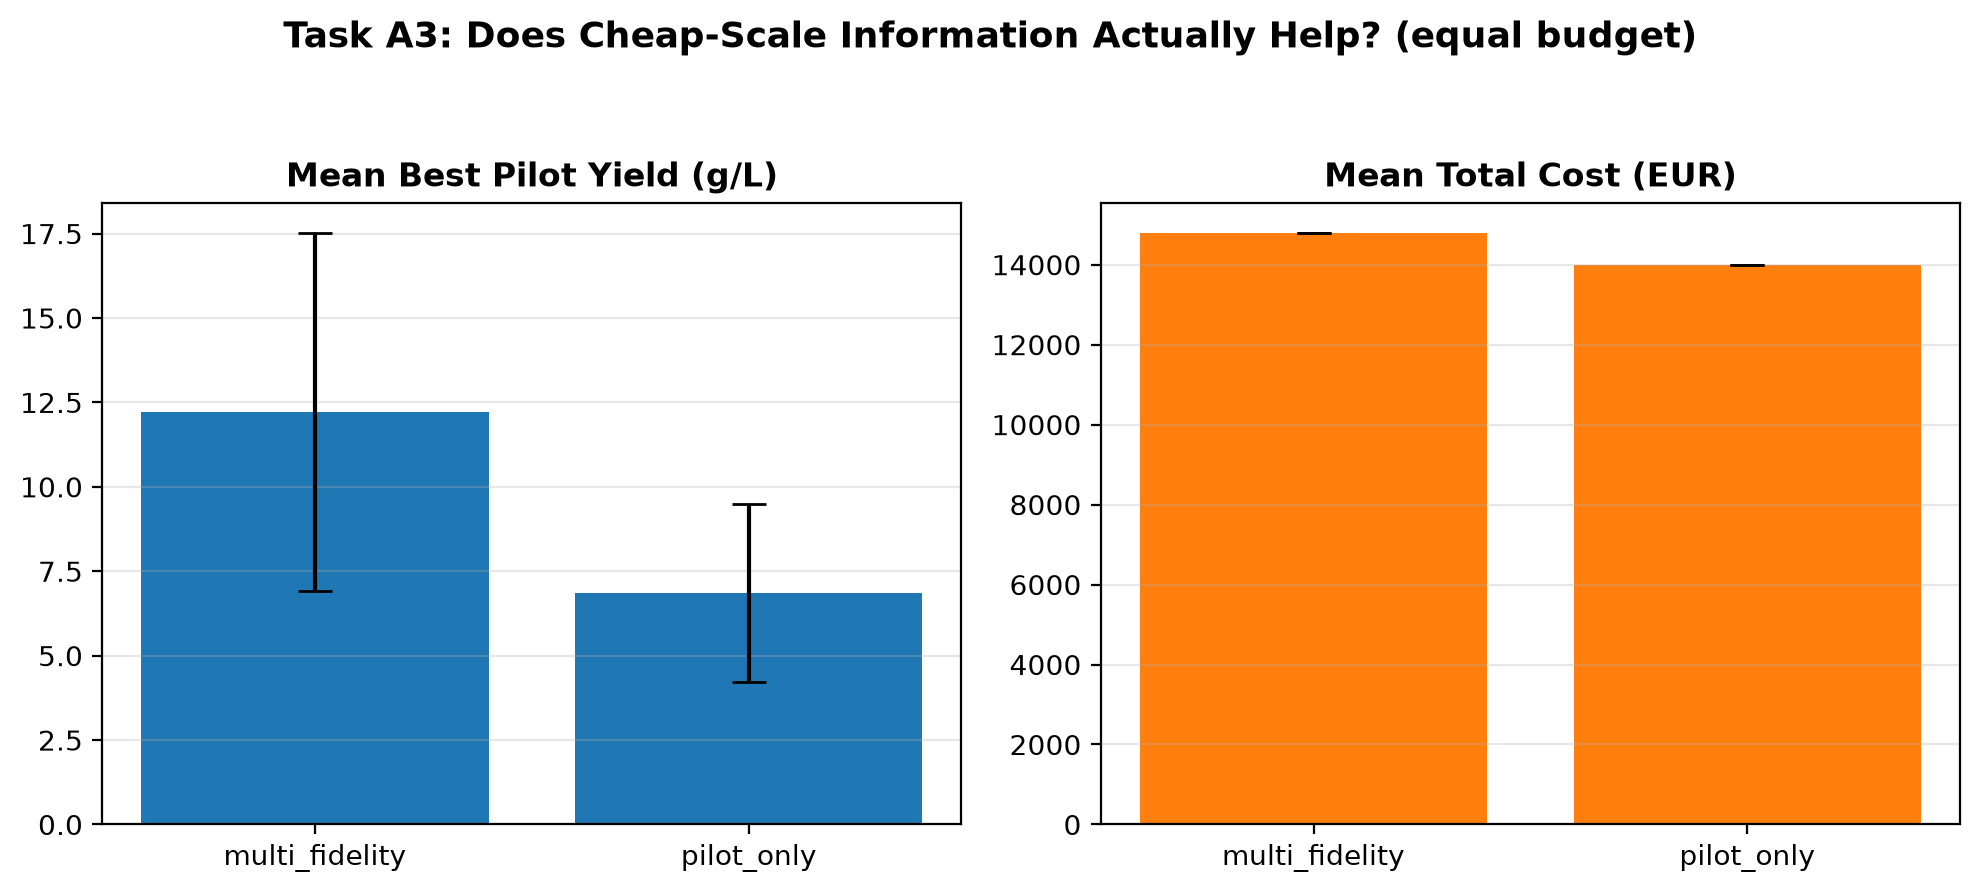 Task A3: Does Cheap-Scale Information Actually Help? (equal budget)
Mean Best Pilot Yield (g/L)
17.5
15.0
12.5
10.0
7.5
5.0
2.5
0.0
multi_fidelity
pilot_only
Mean Total Cost (EUR)
14000
12000
10000
8000
6000
4000
2000
0
multi_fidelity
pilot_only